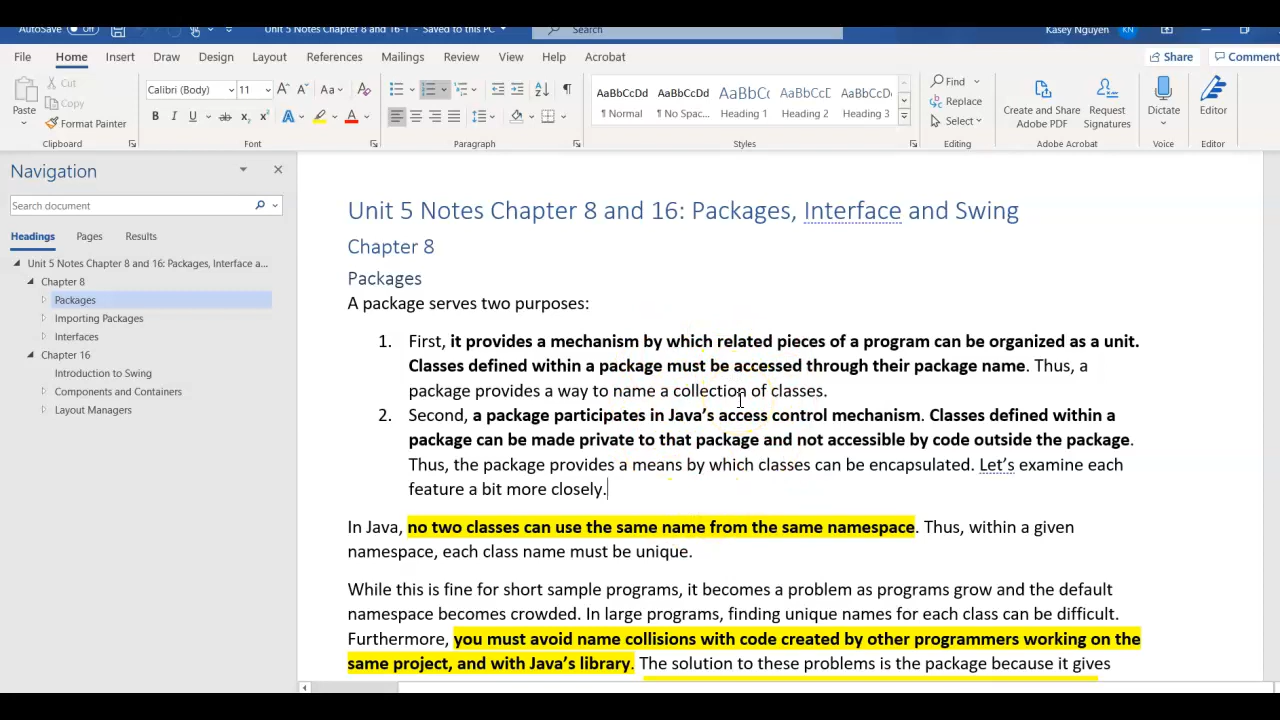 AutoSave Off Unit 5 Notes Chapter 8 and 16-1 - Saved to this PC Search Kasey Nguyen KN
File Home Insert Draw Design Layout References Mailings Review View Help Acrobat Share Comment
Paste Cut Copy Format Painter
Calibri (Body) 11
AaBbCcDc AaBbCcDc AaBbCc AaBbCcD AaBbCcD
¶ Normal ¶ No Spac... Heading 1 Heading 2 Heading 3
Find Replace Select
Create and Share Adobe PDF Request Signatures Dictate Editor
Clipboard Font Paragraph Styles Editing Adobe Acrobat Voice Editor
Navigation
Search document
Headings Pages Results
Unit 5 Notes Chapter 8 and 16: Packages, Interface a...
Chapter 8
Packages
Importing Packages
Interfaces
Chapter 16
Introduction to Swing
Components and Containers
Layout Managers
Unit 5 Notes Chapter 8 and 16: Packages, Interface and Swing
Chapter 8
Packages
A package serves two purposes:
1. First, it provides a mechanism by which related pieces of a program can be organized as a unit.
Classes defined within a package must be accessed through their package name. Thus, a
package provides a way to name a collection of classes.
2. Second, a package participates in Java's access control mechanism. Classes defined within a
package can be made private to that package and not accessible by code outside the package.
Thus, the package provides a means by which classes can be encapsulated. Let's examine each
feature a bit more closely.
In Java, no two classes can use the same name from the same namespace. Thus, within a given
namespace, each class name must be unique.
While this is fine for short sample programs, it becomes a problem as programs grow and the default
namespace becomes crowded. In large programs, finding unique names for each class can be difficult.
Furthermore, you must avoid name collisions with code created by other programmers working on the
same project, and with Java's library. The solution to these problems is the package because it gives